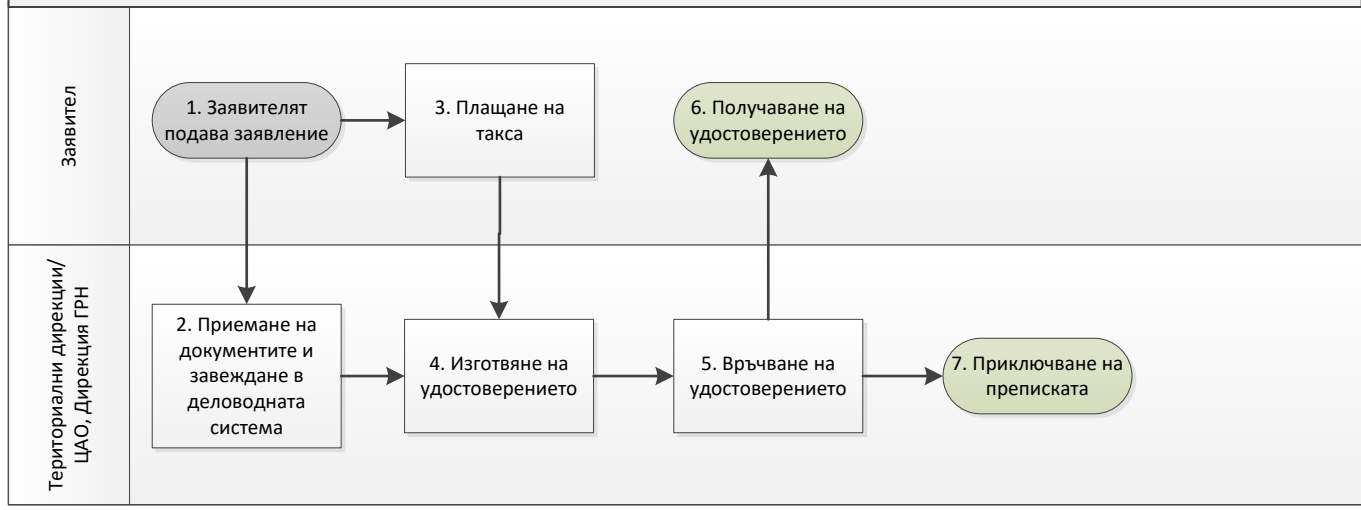 Заявител
1. Заявителят
подава заявление
3. Плащане на
такса
6. Получаване на
удостоверението
Териториални дирекции/
ЦАО, Дирекция ГРН
2. Приемане на
документите и
завеждане в
деловодната
система
4. Изготвяне на
удостоверението
5. Връчване на
удостоверението
7. Приключване на
преписката